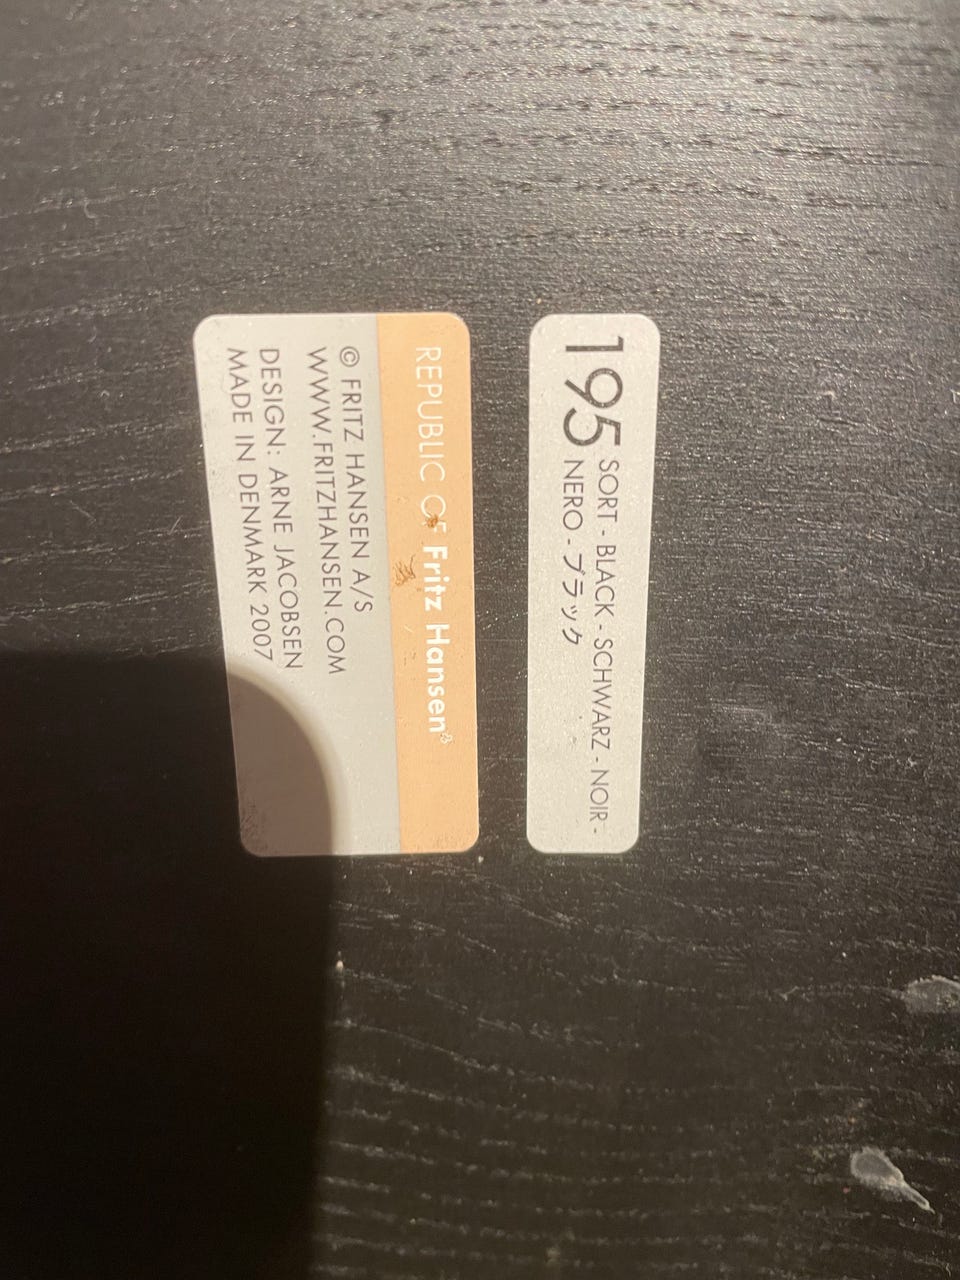 REPUBLIC OF Fritz Hansen®
© FRITZ HANSEN A/S
WWW.FRITZHANSEN.COM
DESIGN: ARNE JACOBSEN
MADE IN DENMARK 2007
195 SORT - BLACK - SCHWARZ - NOIR -
NERO - ブラック